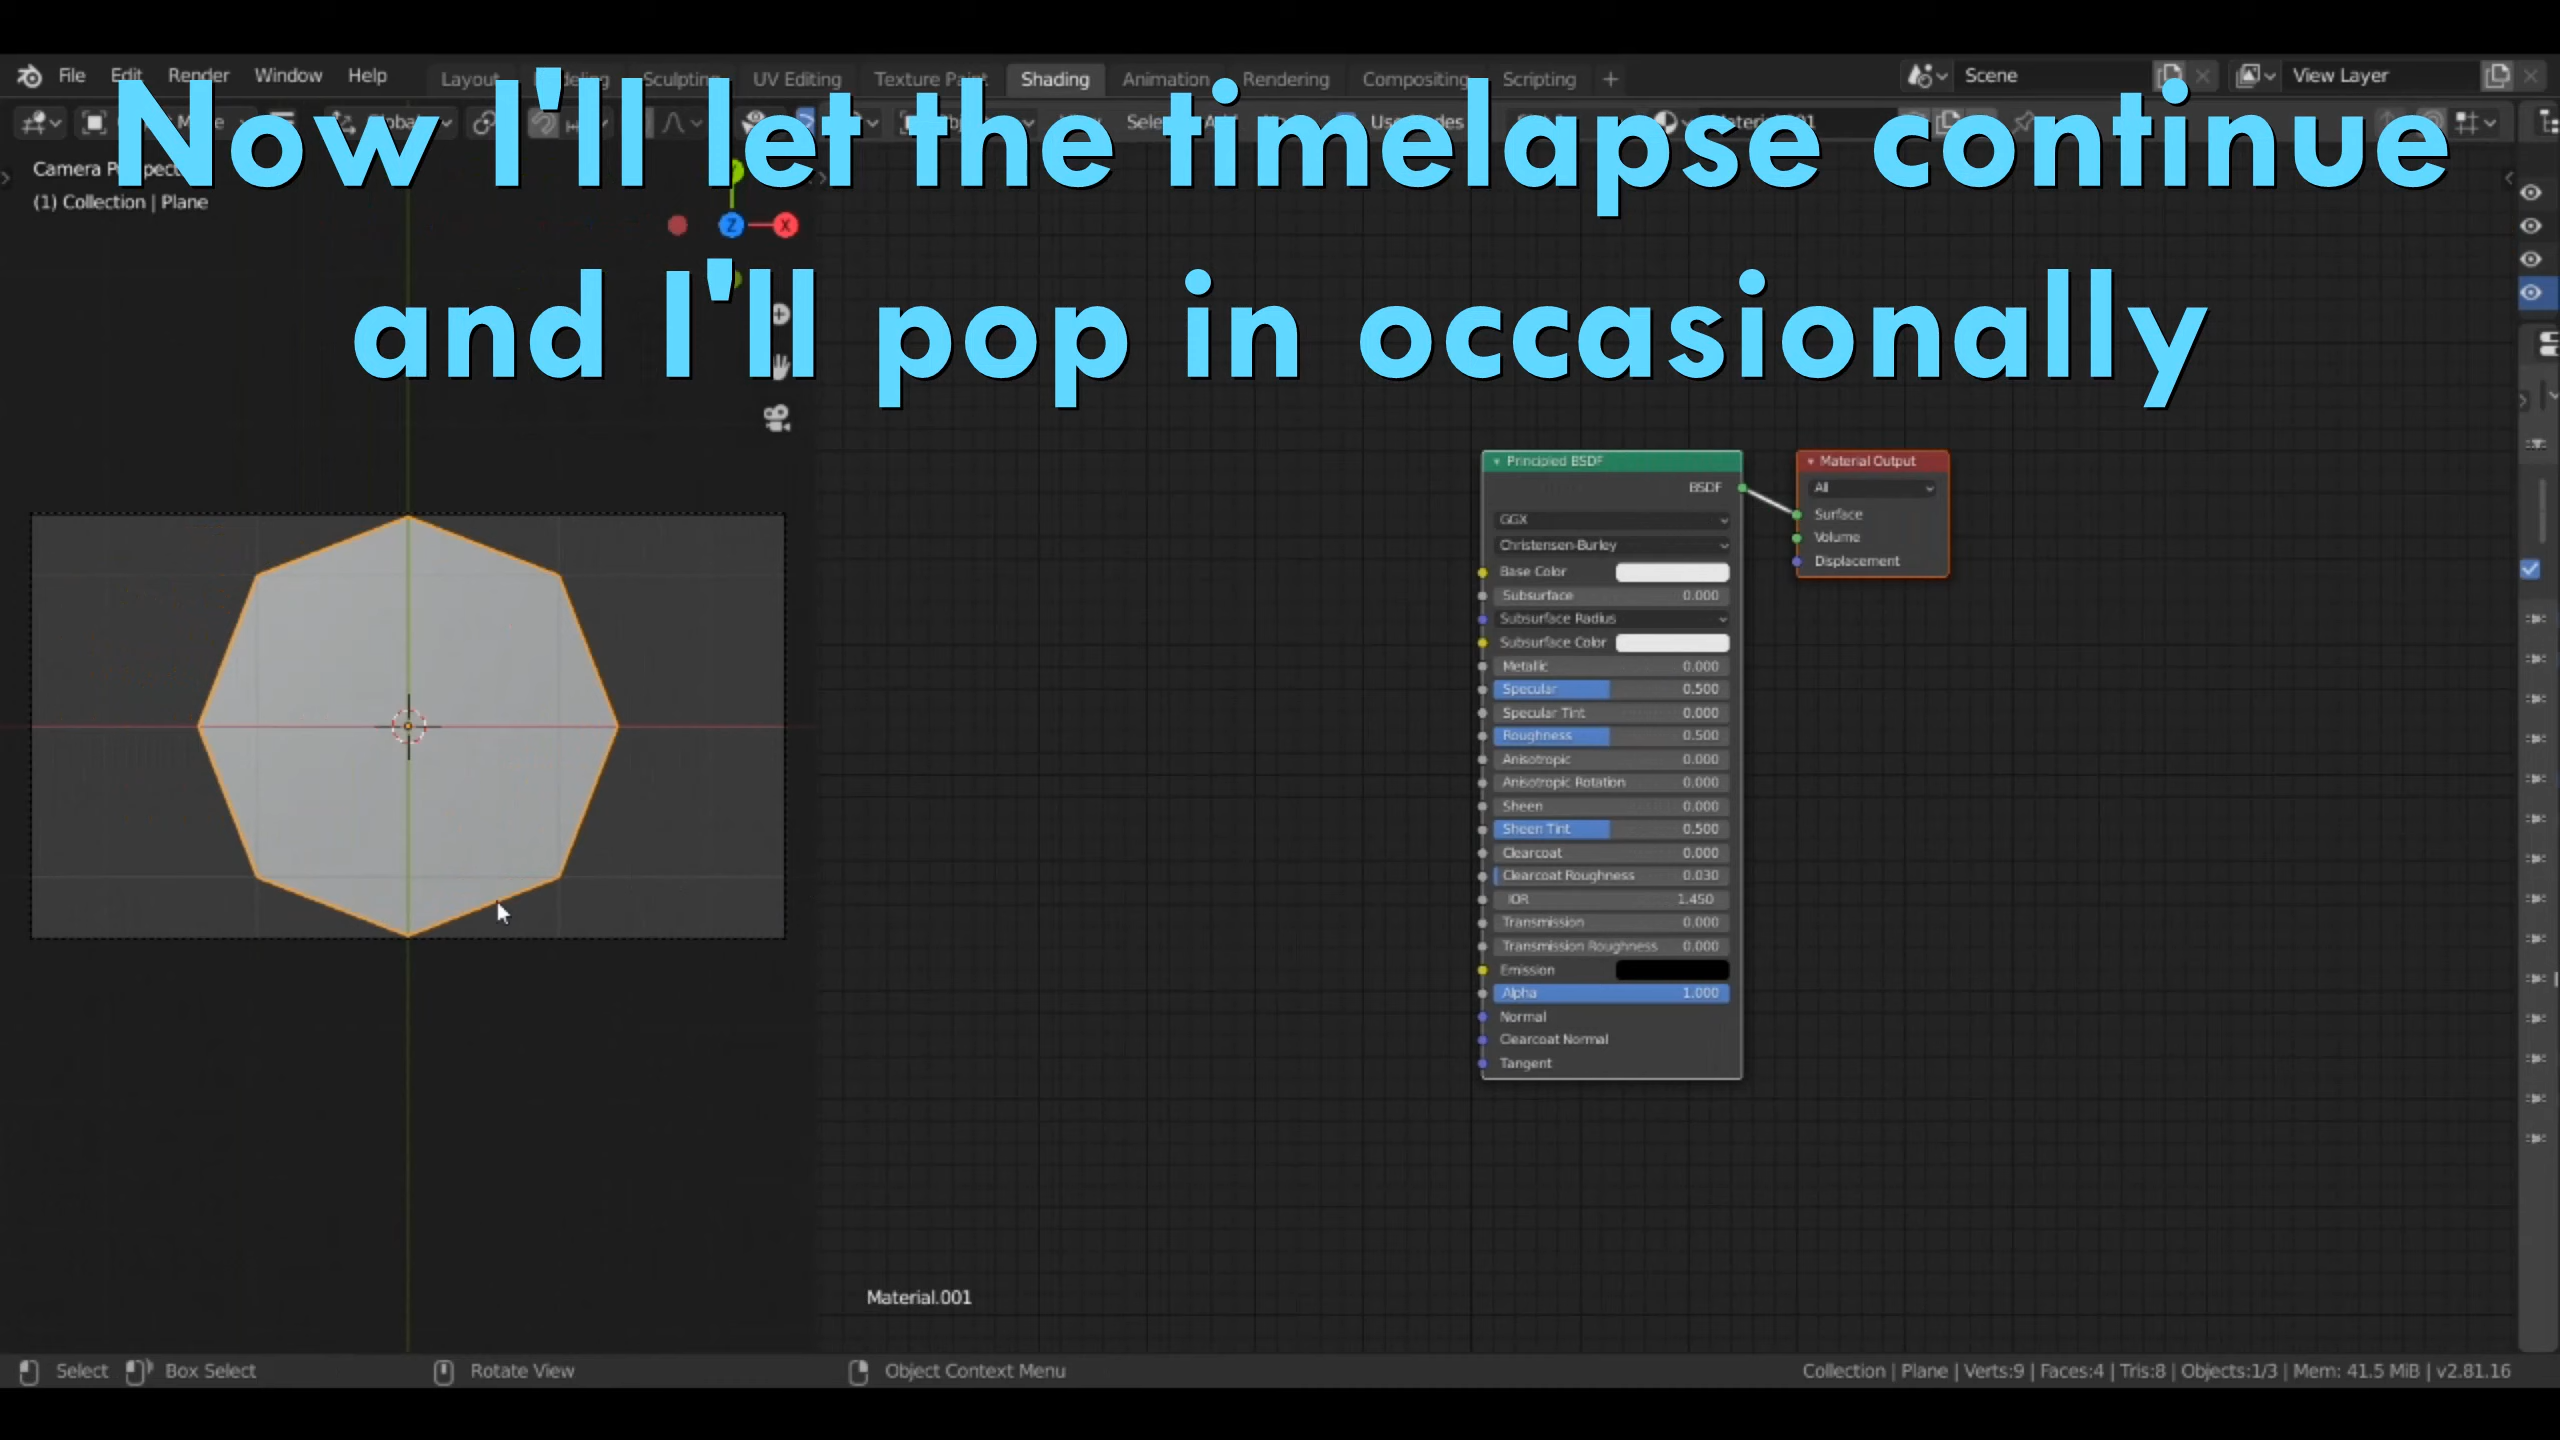 File Edit Render Window Help Layout Sculpting UV Editing Texture Paint Shading Animation Rendering Compositing Scripting + Scene View Layer
Now I'll let the timelapse continue
and I'll pop in occasionally
Camera Perspec
(1) Collection | Plane
Z X
Principled BSDF
BSDF
GGX
Christensen-Burley
Base Color
Subsurface 0.000
Subsurface Radius
Subsurface Color
Metallic 0.000
Specular 0.500
Specular Tint 0.000
Roughness 0.500
Anisotropic 0.000
Anisotropic Rotation 0.000
Sheen 0.000
Sheen Tint 0.500
Clearcoat 0.000
Clearcoat Roughness 0.030
IOR 1.450
Transmission 0.000
Transmission Roughness 0.000
Emission
Alpha 1.000
Normal
Clearcoat Normal
Tangent
Material Output
All
Surface
Volume
Displacement
Material.001
Select Box Select Rotate View Object Context Menu Collection | Plane | Verts:9 | Faces:4 | Tris:8 | Objects:1/3 | Mem: 41.5 MiB | v2.81.16